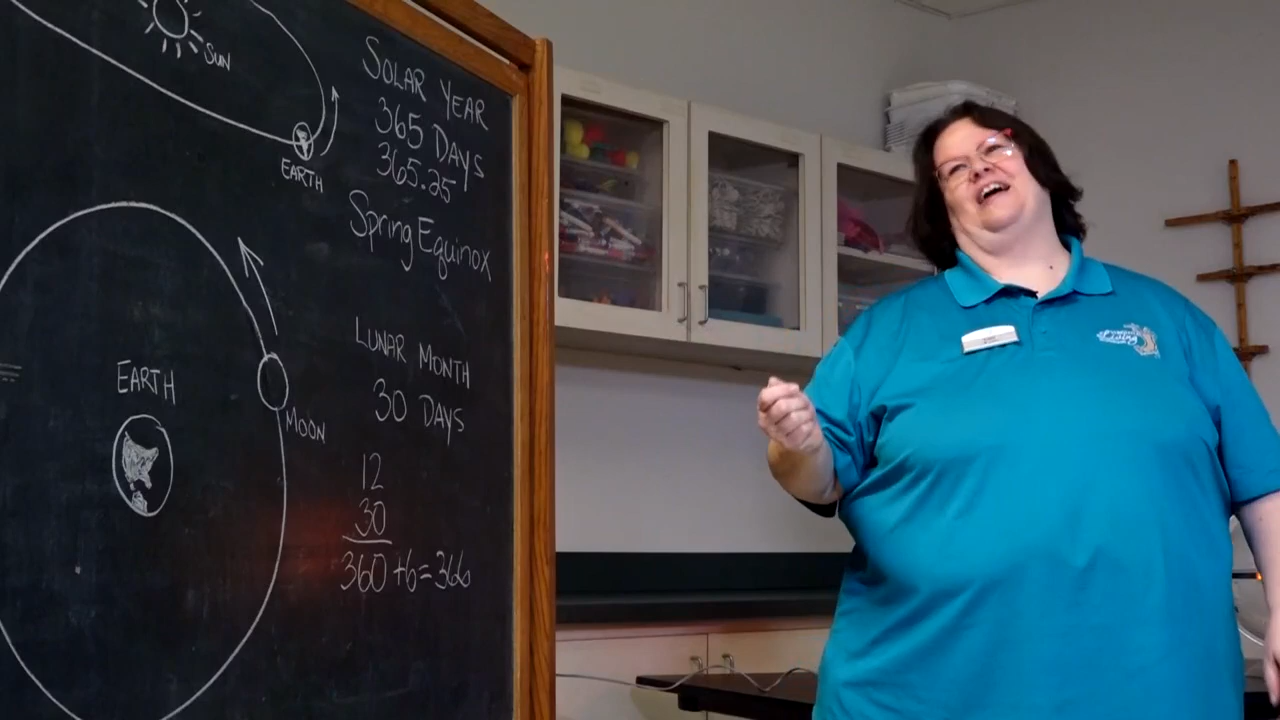 SUN
EARTH
SOLAR YEAR
365 DAYS
365.25
Spring Equinox
EARTH
MOON
LUNAR MONTH
30 DAYS
12
30
360+6=366
Living